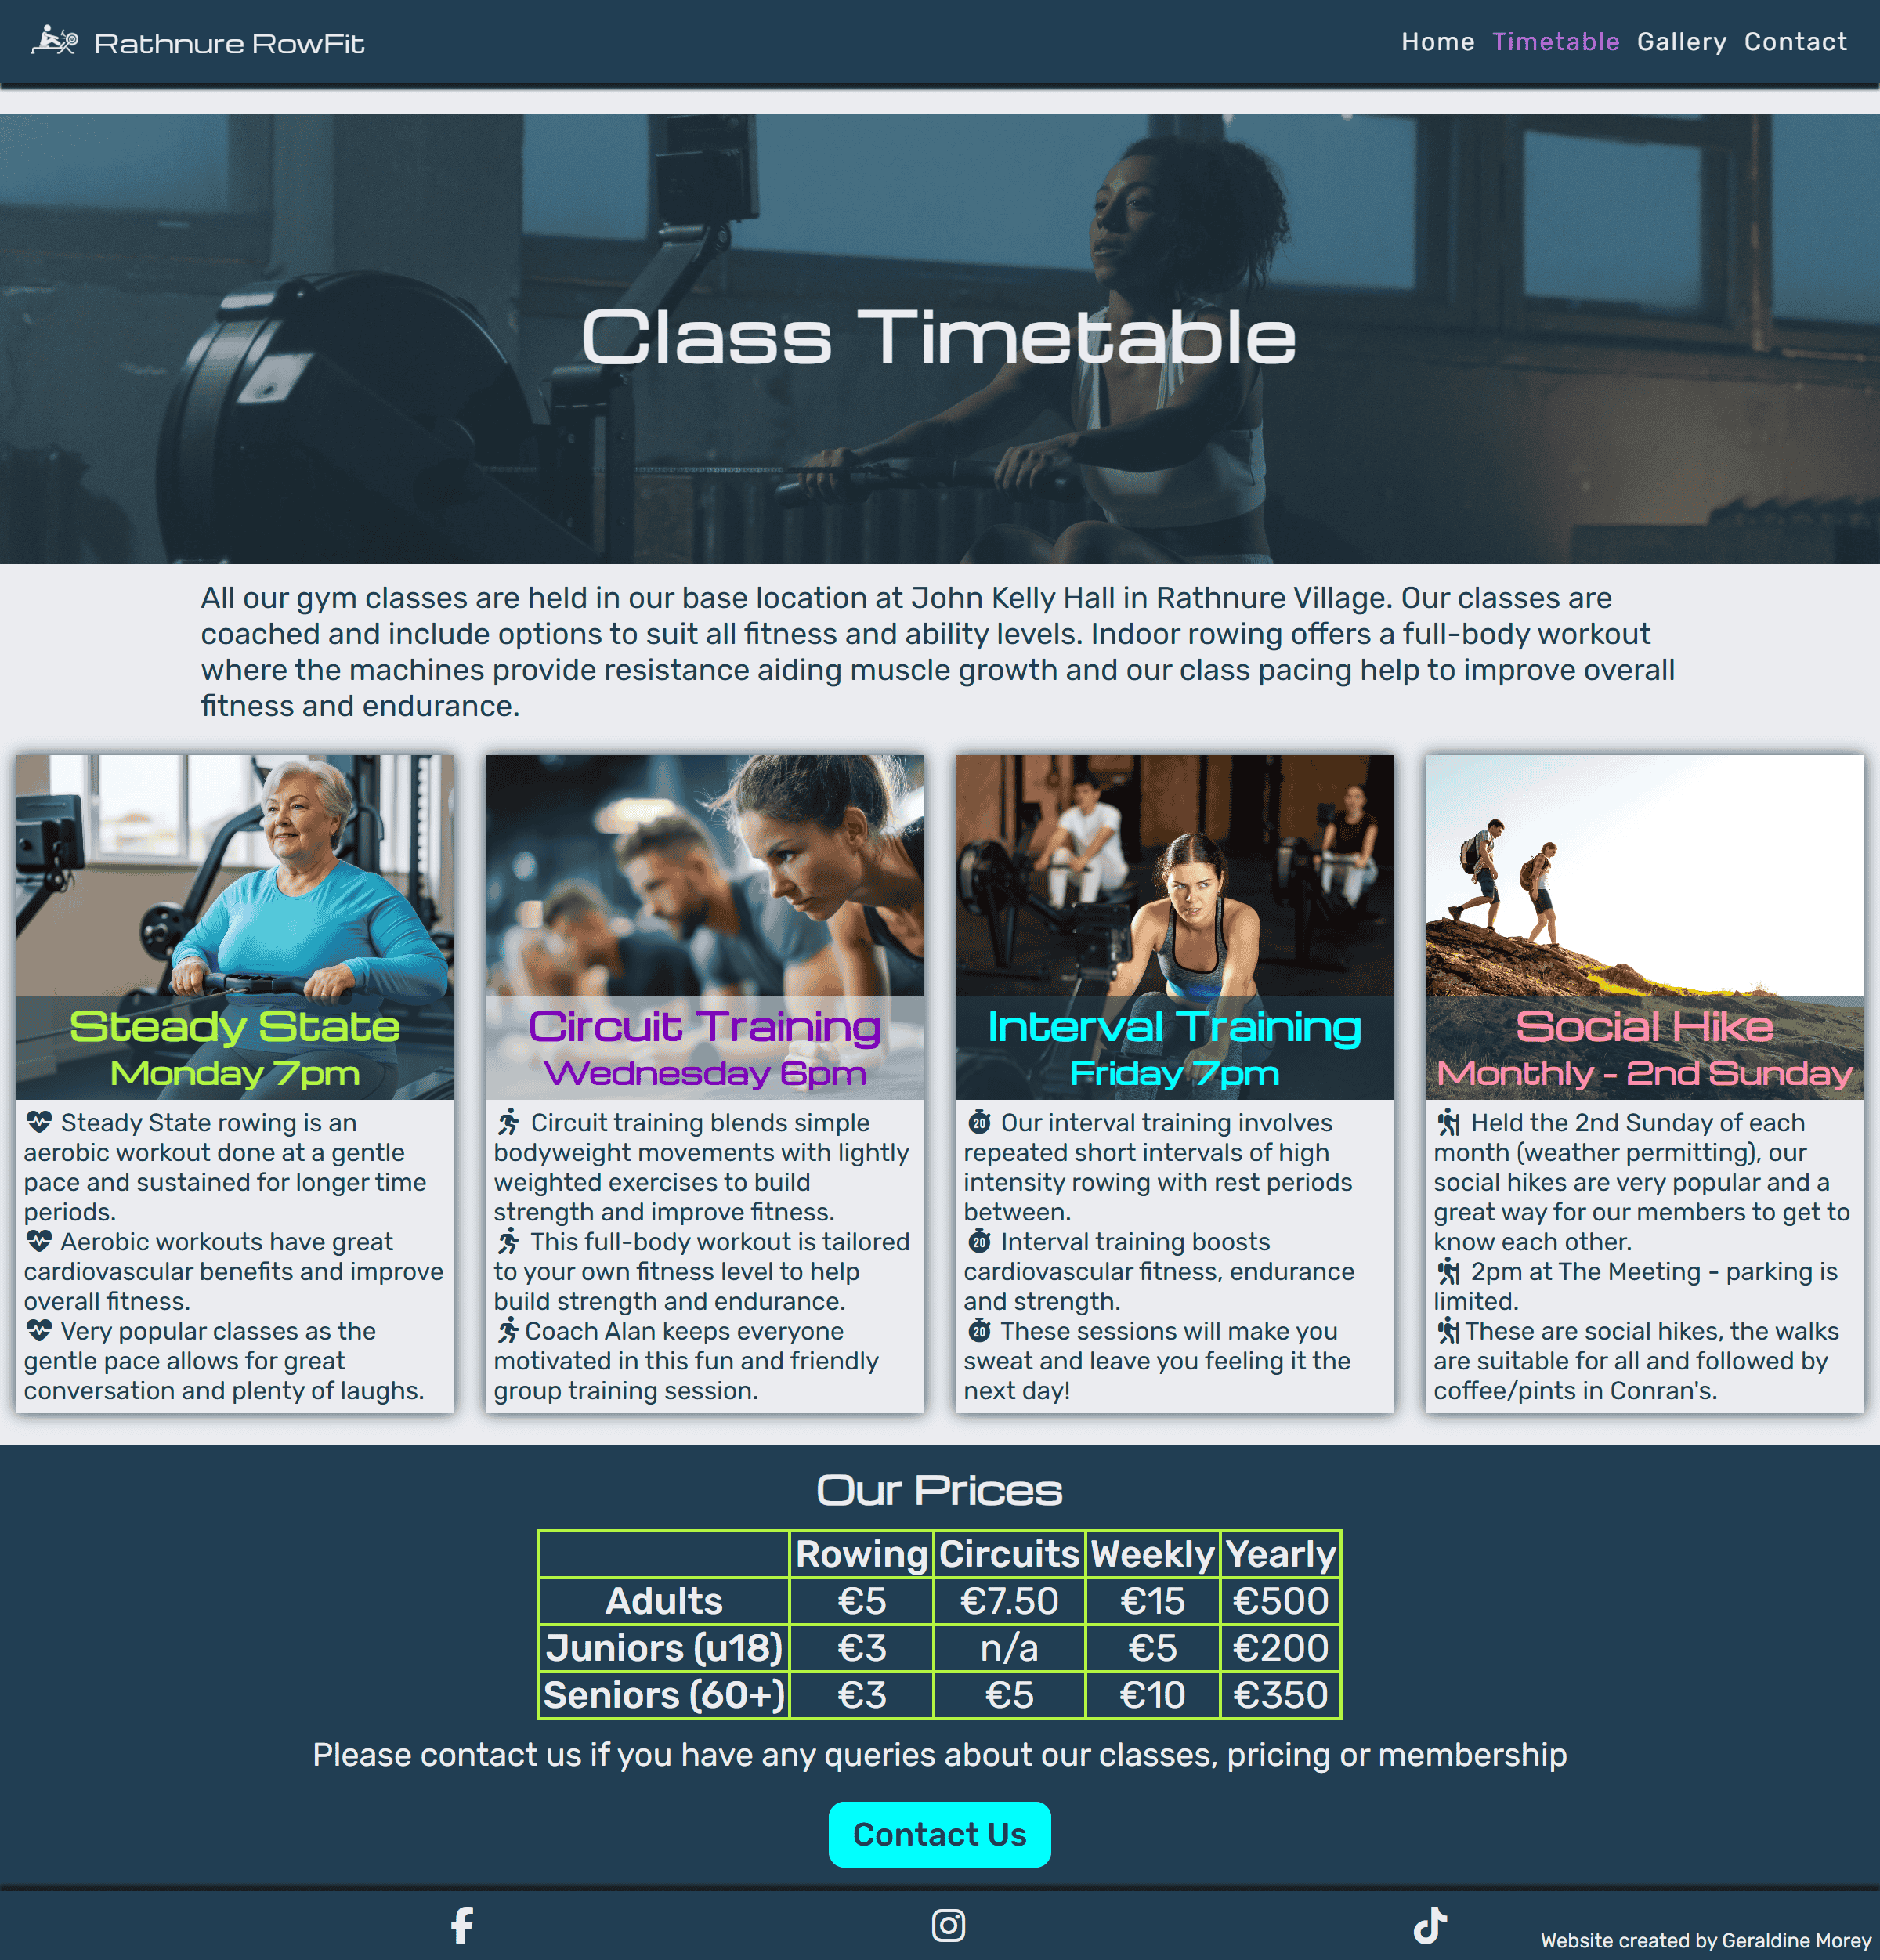 Rathnure RowFit
Home Timetable Gallery Contact
Class Timetable
All our gym classes are held in our base location at John Kelly Hall in Rathnure Village. Our classes are
coached and include options to suit all fitness and ability levels. Indoor rowing offers a full-body workout
where the machines provide resistance aiding muscle growth and our class pacing help to improve overall
fitness and endurance.
Steady State
Monday 7pm
Steady State rowing is an
aerobic workout done at a gentle
pace and sustained for longer time
periods.
Aerobic workouts have great
cardiovascular benefits and improve
overall fitness.
Very popular classes as the
gentle pace allows for great
conversation and plenty of laughs.
Circuit Training
Wednesday 6pm
Circuit training blends simple
bodyweight movements with lightly
weighted exercises to build
strength and improve fitness.
This full-body workout is tailored
to your own fitness level to help
build strength and endurance.
Coach Alan keeps everyone
motivated in this fun and friendly
group training session.
Interval Training
Friday 7pm
20 Our interval training involves
repeated short intervals of high
intensity rowing with rest periods
between.
20 Interval training boosts
cardiovascular fitness, endurance
and strength.
20 These sessions will make you
sweat and leave you feeling it the
next day!
Social Hike
Monthly - 2nd Sunday
Held the 2nd Sunday of each
month (weather permitting), our
social hikes are very popular and a
great way for our members to get to
know each other.
2pm at The Meeting - parking is
limited.
These are social hikes, the walks
are suitable for all and followed by
coffee/pints in Conran's.
Our Prices
Rowing Circuits Weekly Yearly
Adults €5 €7.50 €15 €500
Juniors (u18) €3 n/a €5 €200
Seniors (60+) €3 €5 €10 €350
Please contact us if you have any queries about our classes, pricing or membership
Contact Us
Website created by Geraldine Morey